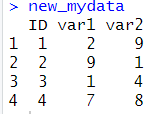 > new_mydata
ID var1 var2
1 1 2 9
2 2 9 1
3 3 1 4
4 4 7 8